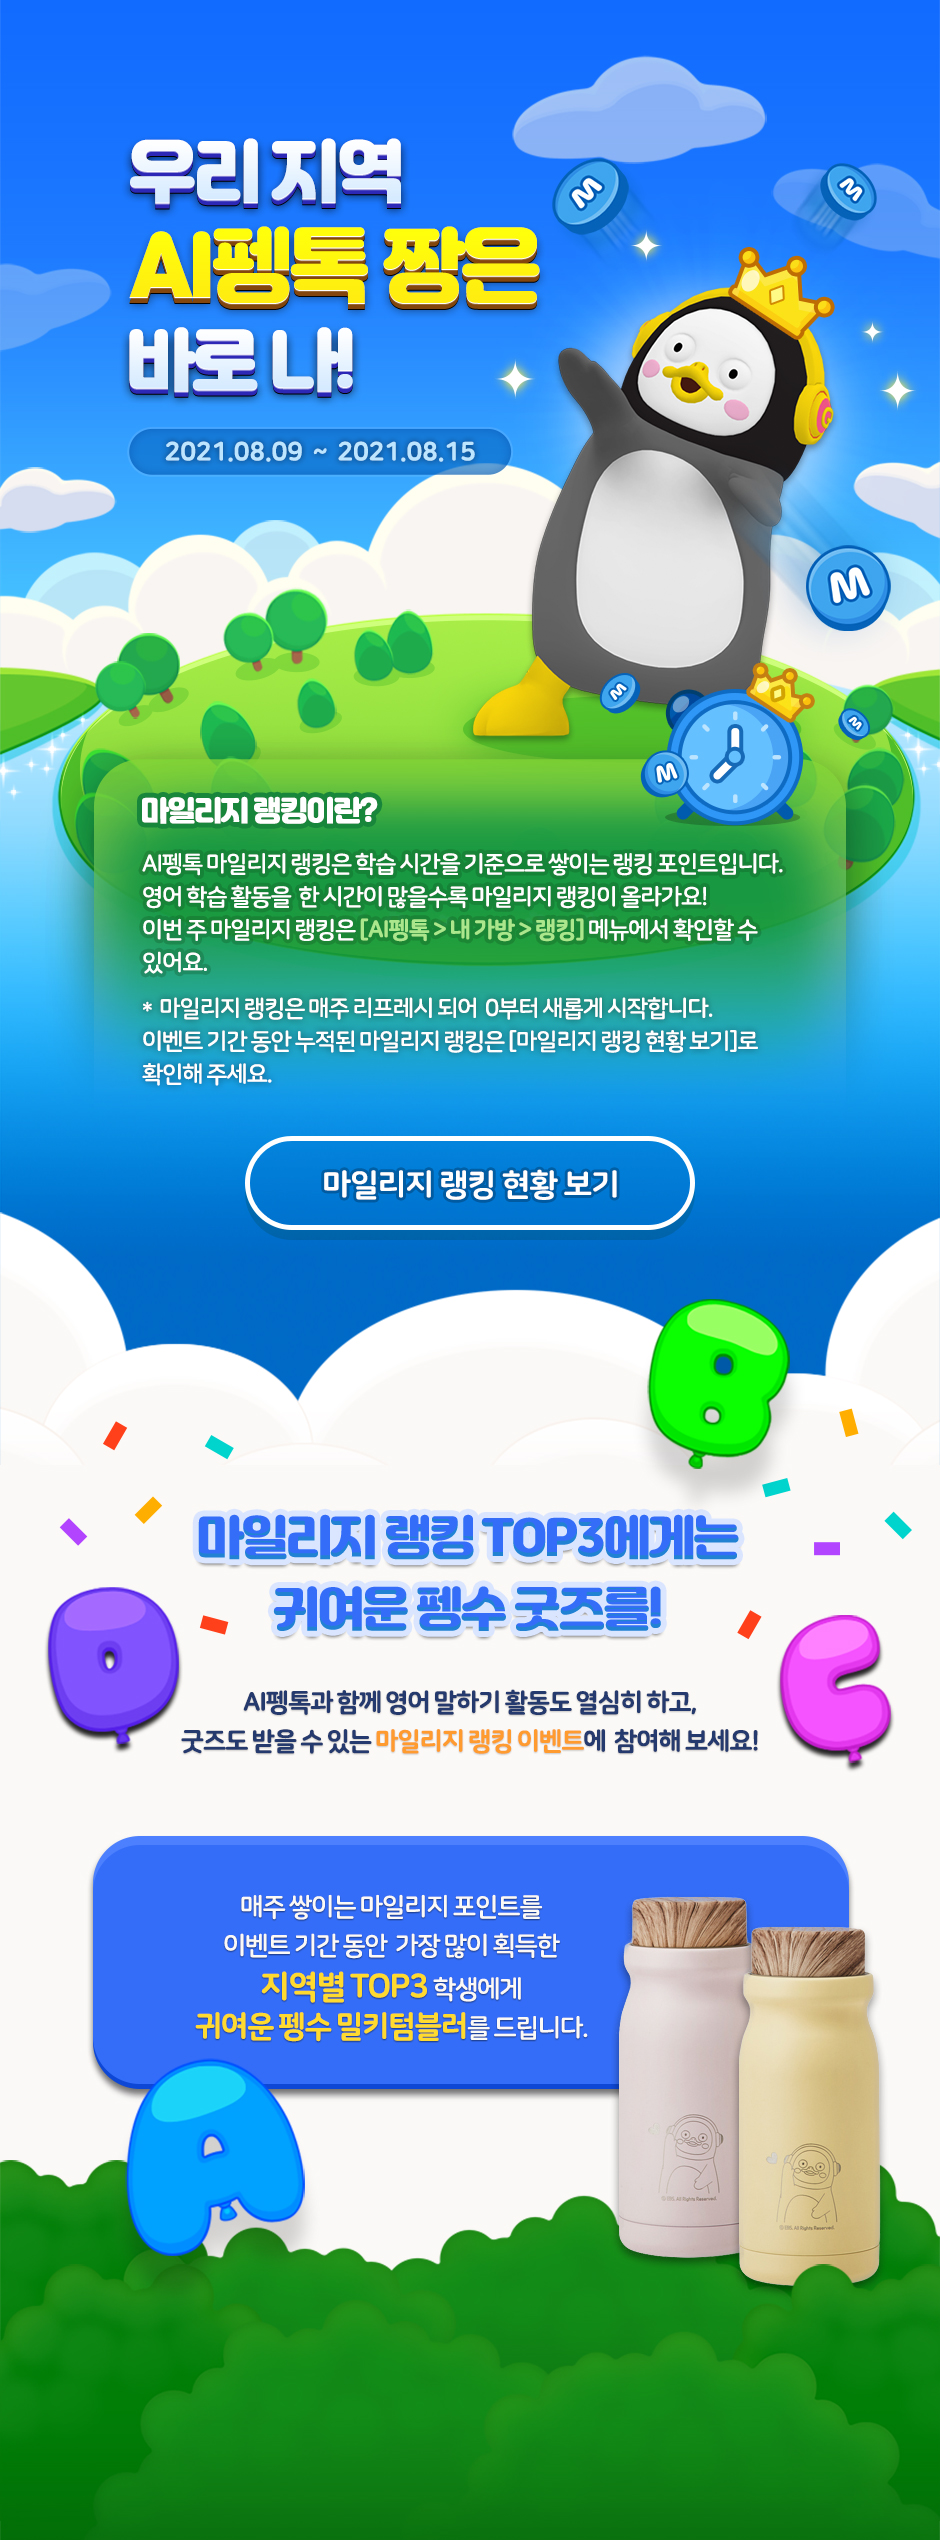 우리 지역
AI펭톡 짱은
바로 나!
2021.08.09 ~ 2021.08.15
M
M
M
M
M
M
마일리지 랭킹이란?
AI펭톡 마일리지 랭킹은 학습 시간을 기준으로 쌓이는 랭킹 포인트입니다.
영어 학습 활동을 한 시간이 많을수록 마일리지 랭킹이 올라가요!
이번 주 마일리지 랭킹은 [AI펭톡 > 내 가방 > 랭킹] 메뉴에서 확인할 수
있어요.
* 마일리지 랭킹은 매주 리프레시 되어 0부터 새롭게 시작합니다.
이벤트 기간 동안 누적된 마일리지 랭킹은 [마일리지 랭킹 현황 보기]로
확인해 주세요.
마일리지 랭킹 현황 보기
B
마일리지 랭킹 TOP3에게는
귀여운 펭수 굿즈를!
D
C
AI펭톡과 함께 영어 말하기 활동도 열심히 하고,
굿즈도 받을 수 있는 마일리지 랭킹 이벤트에 참여해 보세요!
매주 쌓이는 마일리지 포인트를
이벤트 기간 동안 가장 많이 획득한
지역별 TOP3 학생에게
귀여운 펭수 밀키텀블러를 드립니다.
A
ⓒ EBS, All Rights Reserved.
ⓒ EBS, All Rights Reserved.